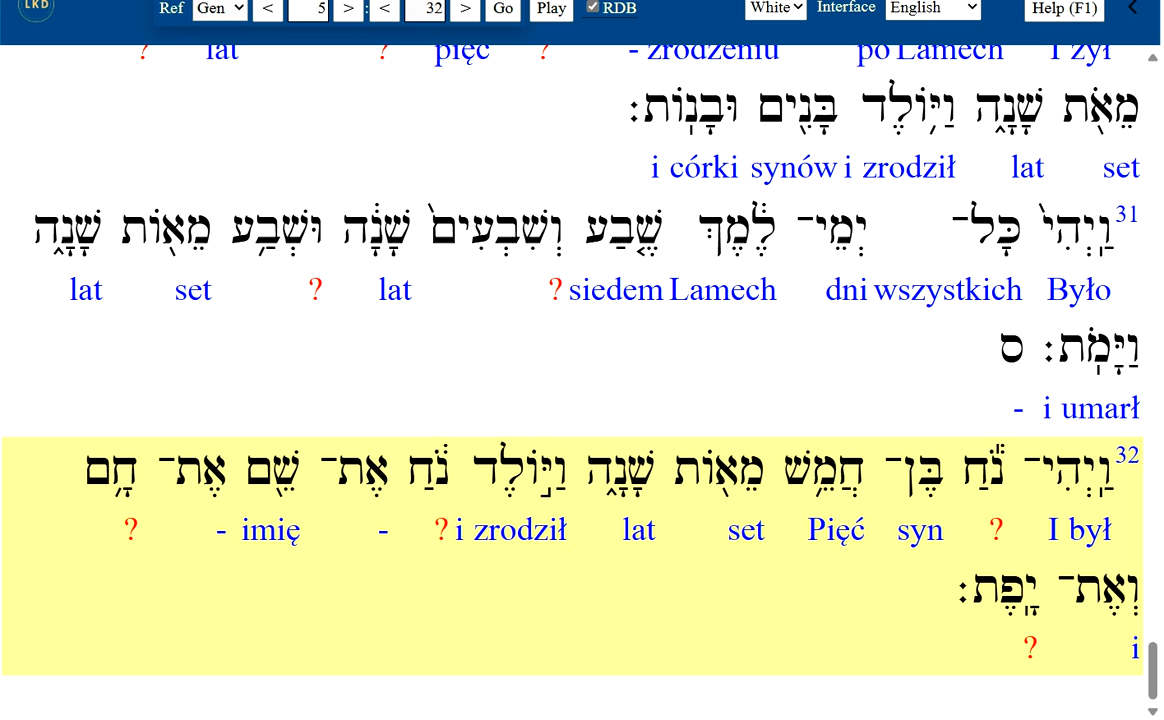 LKD Ref Gen < 5 > : < 32 > Go Play RDB White Interface English Help (F1) <
I żył po Lamech - zrodzeniu ? pięć ? lat ?
מֵאֹ֖ת שָׁנָ֑ה וַיּ֥וֹלֶד בָּנִ֖ים וּבָנֽוֹת׃
set lat i zrodził synów i córki
31 וַֽיְהִי֙ כָּל־ יְמֵי־ לֶ֔מֶךְ שֶׁ֤בַע וְשִׁבְעִים֙ שָׁנָ֔ה וּשְׁבַ֥ע מֵא֖וֹת שָׁנָ֑ה
Było wszystkich dni Lamech siedem ? lat ? set lat
וַיָּמֹֽת׃ ס
i umarł -
32 וַֽיְהִי־ נֹ֕חַ בֶּן־ חֲמֵ֥שׁ מֵא֖וֹת שָׁנָ֑ה וַיּ֣וֹלֶד נֹ֔חַ אֶת־ שֵׁ֖ם אֶת־ חָ֥ם
I był ? syn Pięć set lat i zrodził ? - imię - ?
וְאֶת־ יָֽפֶת׃
i ?